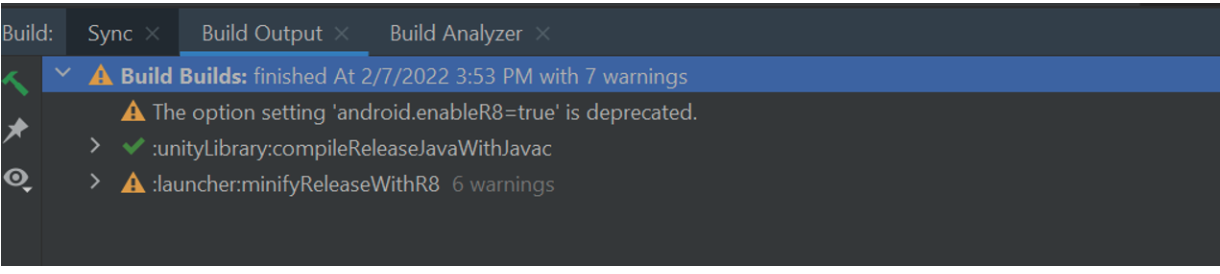 Build: Sync × Build Output × Build Analyzer ×
Build Builds: finished At 2/7/2022 3:53 PM with 7 warnings
The option setting 'android.enableR8=true' is deprecated.
:unityLibrary:compileReleaseJavaWithJavac
:launcher:minifyReleaseWithR8 6 warnings